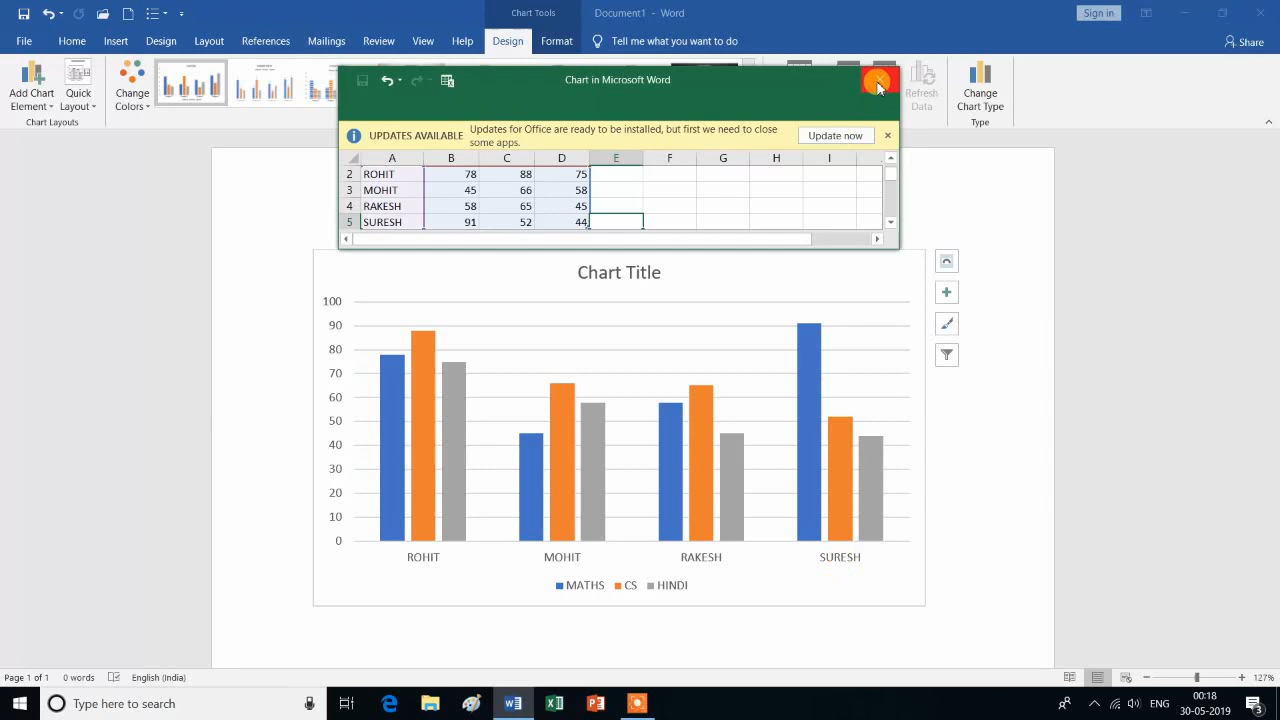 Chart Tools
Document1 - Word
Sign in
File Home Insert Design Layout References Mailings Review View Help Design Format Tell me what you want to do Share
Add Chart Element
Quick Layout
Change Colors
Refresh Data
Change Chart Type
Chart Layouts
Type
Chart in Microsoft Word
UPDATES AVAILABLE Updates for Office are ready to be installed, but first we need to close some apps. Update now
A B C D E F G H I
2 ROHIT 78 88 75
3 MOHIT 45 66 58
4 RAKESH 58 65 45
5 SURESH 91 52 44
Chart Title
100
90
80
70
60
50
40
30
20
10
0
ROHIT MOHIT RAKESH SURESH
MATHS CS HINDI
Page 1 of 1 0 words English (India) 127%
Type here to search
ENG
00:18
30-05-2019
3